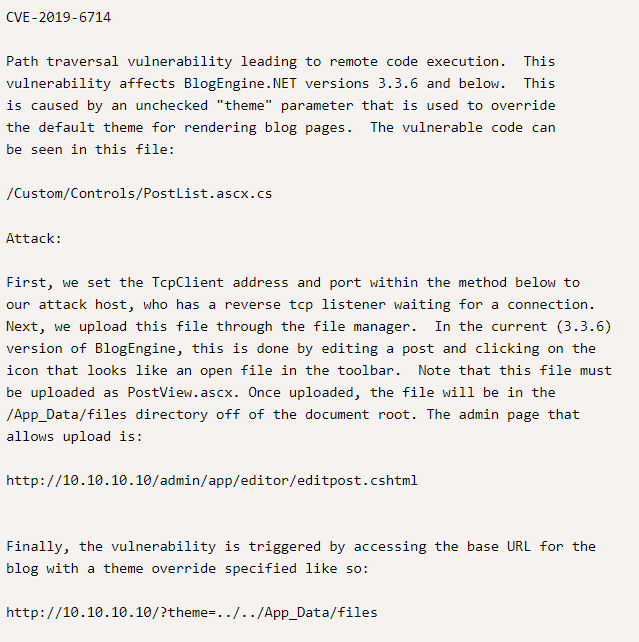 CVE-2019-6714
Path traversal vulnerability leading to remote code execution.  This
vulnerability affects BlogEngine.NET versions 3.3.6 and below.  This
is caused by an unchecked "theme" parameter that is used to override
the default theme for rendering blog pages.  The vulnerable code can
be seen in this file:
/Custom/Controls/PostList.ascx.cs
Attack:
First, we set the TcpClient address and port within the method below to
our attack host, who has a reverse tcp listener waiting for a connection.
Next, we upload this file through the file manager.  In the current (3.3.6)
version of BlogEngine, this is done by editing a post and clicking on the
icon that looks like an open file in the toolbar.  Note that this file must
be uploaded as PostView.ascx. Once uploaded, the file will be in the
/App_Data/files directory off of the document root. The admin page that
allows upload is:
http://10.10.10.10/admin/app/editor/editpost.cshtml
Finally, the vulnerability is triggered by accessing the base URL for the
blog with a theme override specified like so:
http://10.10.10.10/?theme=../../App_Data/files